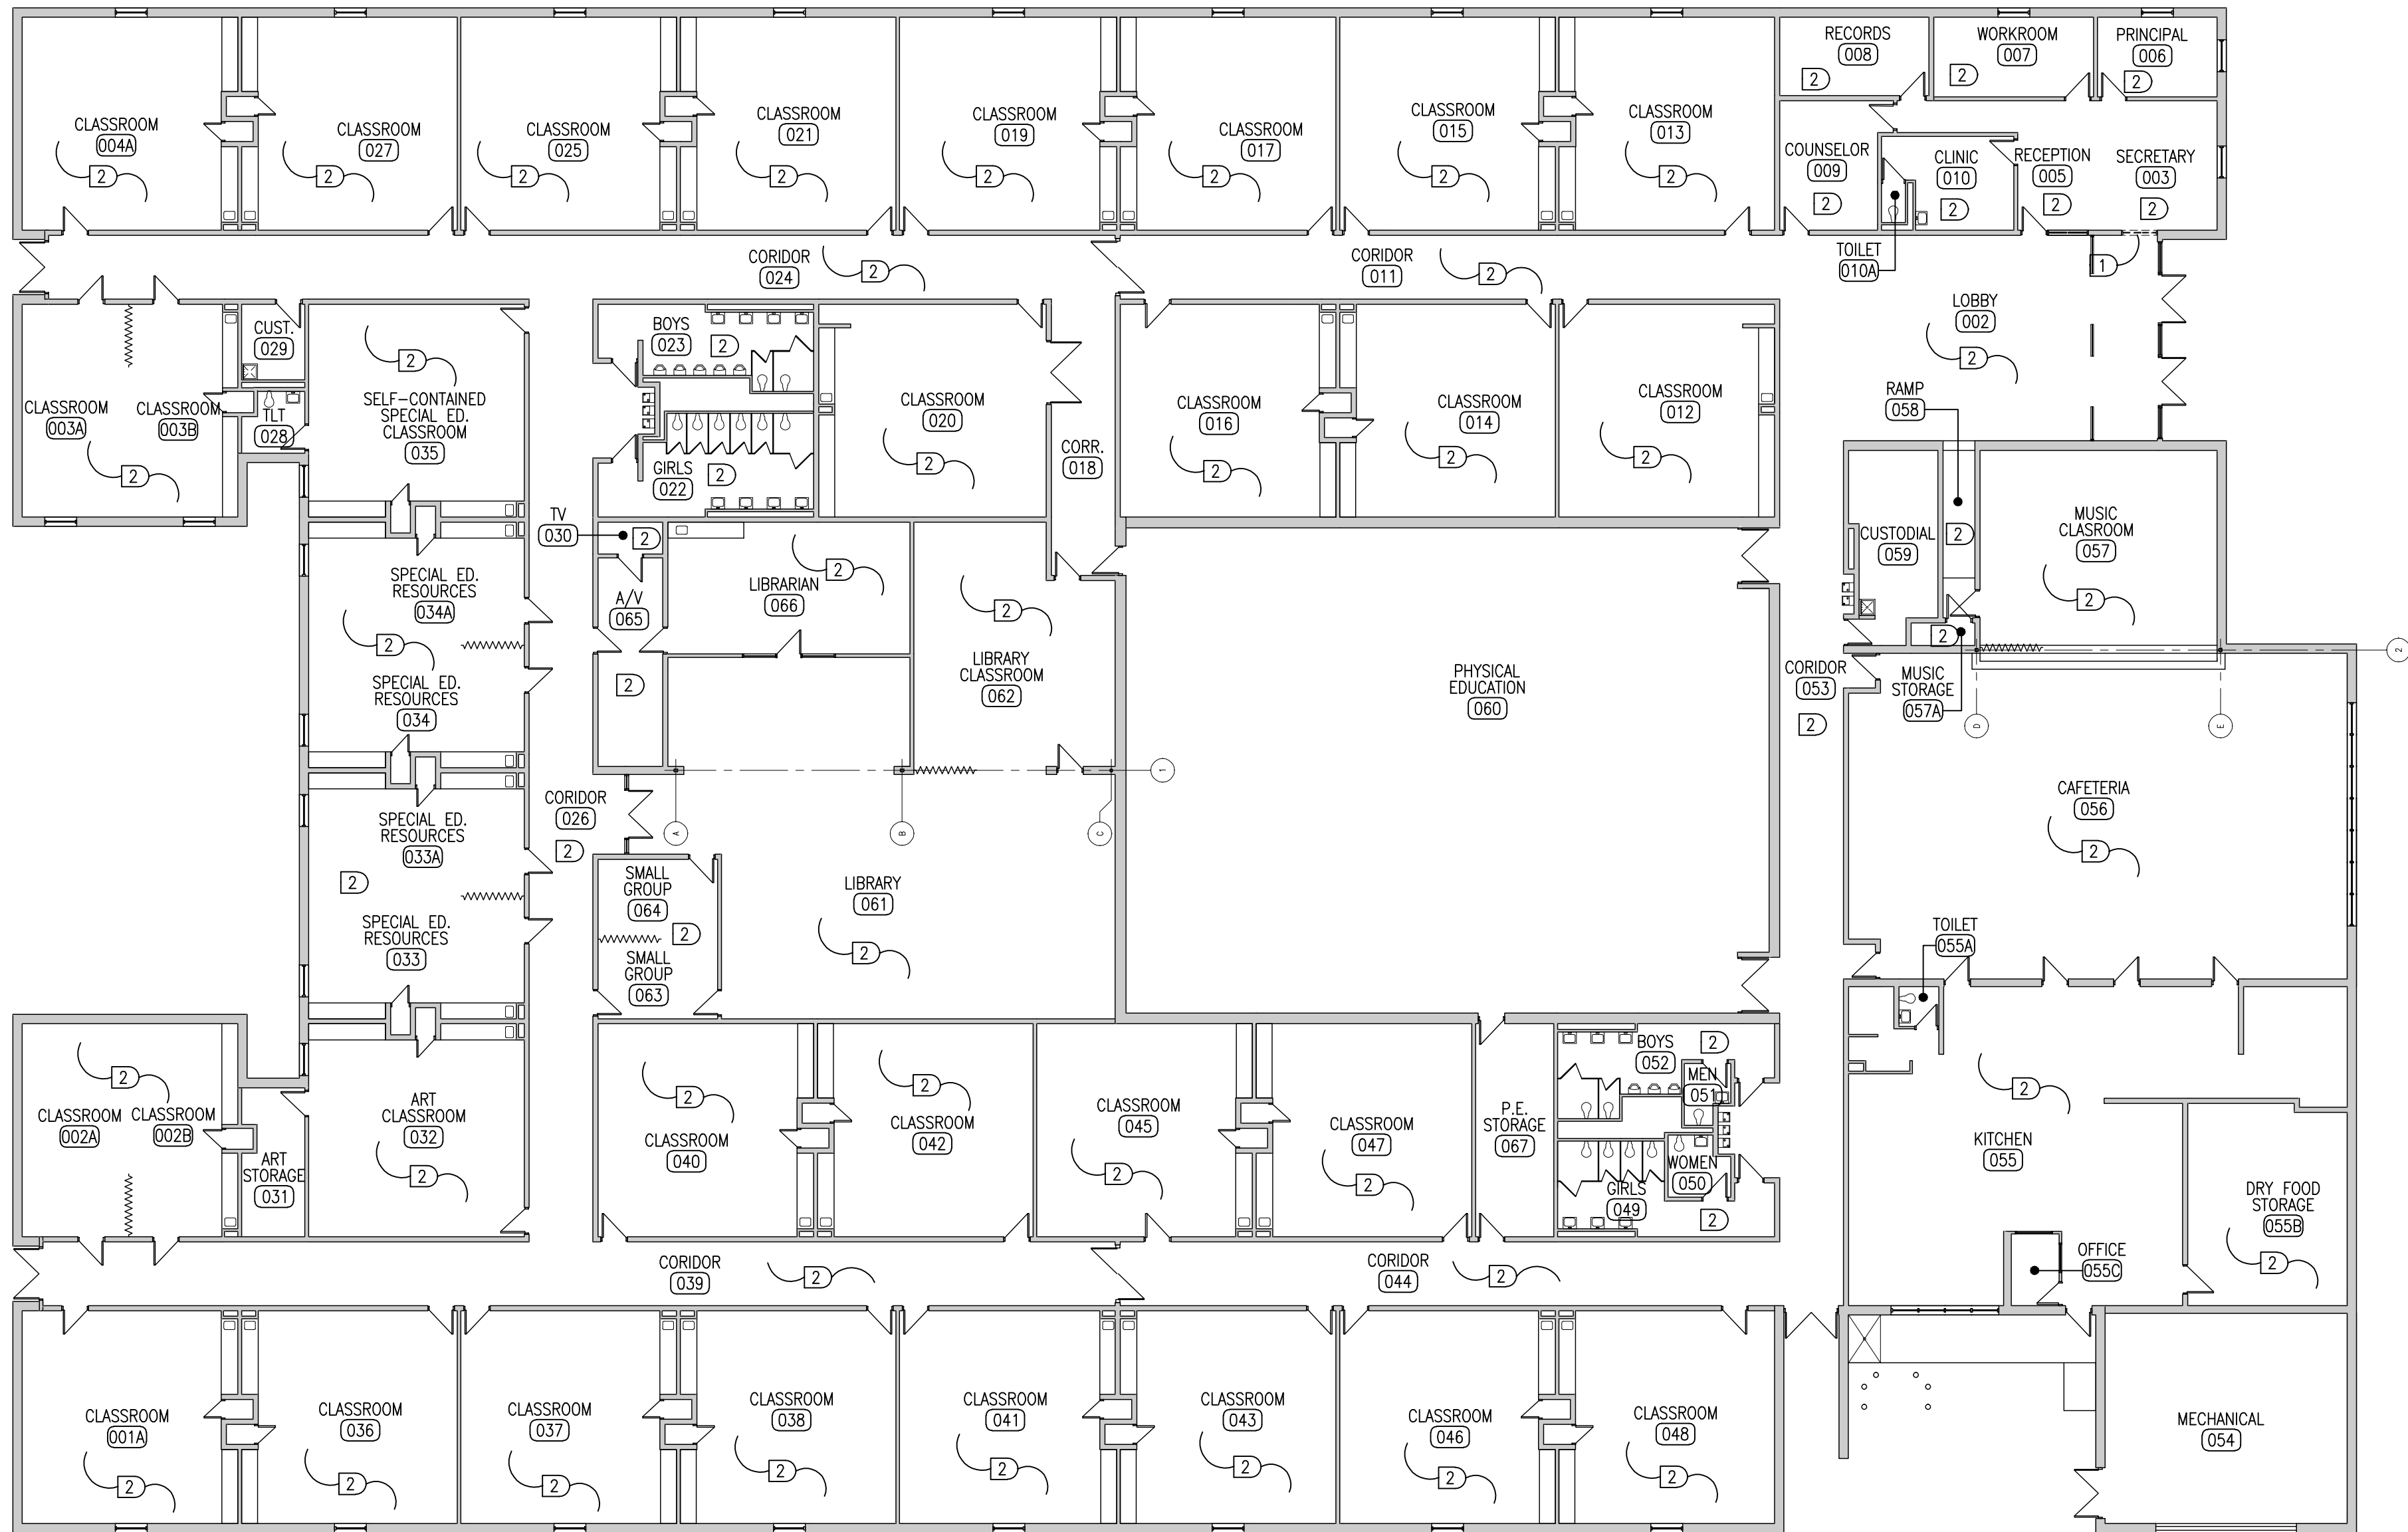 RECORDS
008
2
WORKROOM
007
2
PRINCIPAL
006
2
CLASSROOM
004A
2
CLASSROOM
027
2
CLASSROOM
025
2
CLASSROOM
021
2
CLASSROOM
019
2
CLASSROOM
017
2
CLASSROOM
015
2
CLASSROOM
013
2
COUNSELOR
009
2
CLINIC
010
2
RECEPTION
005
2
SECRETARY
003
2
CORIDOR
024
2
CORIDOR
011
2
TOILET
010A
1
LOBBY
002
2
CLASSROOM
003A
CLASSROOM
003B
2
CUST.
029
TLT
028
2
SELF-CONTAINED
SPECIAL ED.
CLASSROOM
035
BOYS
023
2
GIRLS
022
2
CLASSROOM
020
2
CORR.
018
CLASSROOM
016
2
CLASSROOM
014
2
CLASSROOM
012
2
RAMP
058
2
CUSTODIAL
059
MUSIC
CLASROOM
057
2
TV
030
2
A/V
065
2
LIBRARIAN
066
2
2
LIBRARY
CLASSROOM
062
SPECIAL ED.
RESOURCES
034A
2
SPECIAL ED.
RESOURCES
034
PHYSICAL
EDUCATION
060
CORIDOR
053
2
2
MUSIC
STORAGE
057A
2
D
E
1
A
B
C
CORIDOR
026
2
SPECIAL ED.
RESOURCES
033A
2
SPECIAL ED.
RESOURCES
033
SMALL
GROUP
064
2
SMALL
GROUP
063
LIBRARY
061
2
CAFETERIA
056
2
TOILET
055A
2
CLASSROOM
002A
CLASSROOM
002B
ART
CLASSROOM
032
2
ART
STORAGE
031
2
CLASSROOM
040
2
CLASSROOM
042
CLASSROOM
045
2
CLASSROOM
047
2
P.E.
STORAGE
067
BOYS
052
2
MEN
051
WOMEN
050
GIRLS
049
2
2
KITCHEN
055
DRY FOOD
STORAGE
055B
2
OFFICE
055C
CORIDOR
039
2
CORIDOR
044
2
CLASSROOM
001A
2
CLASSROOM
036
2
CLASSROOM
037
2
CLASSROOM
038
2
CLASSROOM
041
2
CLASSROOM
043
2
CLASSROOM
046
2
CLASSROOM
048
2
MECHANICAL
054